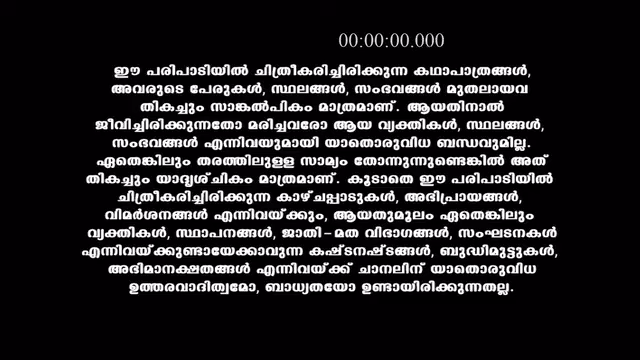 00:00:00.000
ഈ പരിപാടിയിൽ ചിത്രീകരിച്ചിരിക്കുന്ന കഥാപാത്രങ്ങൾ,
അവരുടെ പേരുകൾ, സ്ഥലങ്ങൾ, സംഭവങ്ങൾ മുതലായവ
തികച്ചും സാങ്കൽപികം മാത്രമാണ്. ആയതിനാൽ
ജീവിച്ചിരിക്കുന്നതോ മരിച്ചവരോ ആയ വ്യക്തികൾ, സ്ഥലങ്ങൾ,
സംഭവങ്ങൾ എന്നിവയുമായി യാതൊരുവിധ ബന്ധവുമില്ല.
ഏതെങ്കിലും തരത്തിലുളള സാമ്യം തോന്നുന്നുണ്ടെങ്കിൽ അത്
തികച്ചും യാദൃശ്ചികം മാത്രമാണ്. കൂടാതെ ഈ പരിപാടിയിൽ
ചിത്രീകരിച്ചിരിക്കുന്ന കാഴ്ചപ്പാടുകൾ, അഭിപ്രായങ്ങൾ,
വിമർശനങ്ങൾ എന്നിവയ്ക്കും, ആയതുമൂലം ഏതെങ്കിലും
വ്യക്തികൾ, സ്ഥാപനങ്ങൾ, ജാതി-മത വിഭാഗങ്ങൾ, സംഘടനകൾ
എന്നിവയ്ക്കുണ്ടായേക്കാവുന്ന കഷ്ടനഷ്ടങ്ങൾ, ബുദ്ധിമുട്ടുകൾ,
അഭിമാനക്ഷതങ്ങൾ എന്നിവയ്ക്ക് ചാനലിന് യാതൊരുവിധ
ഉത്തരവാദിത്വമോ, ബാധ്യതയോ ഉണ്ടായിരിക്കുന്നതല്ല.